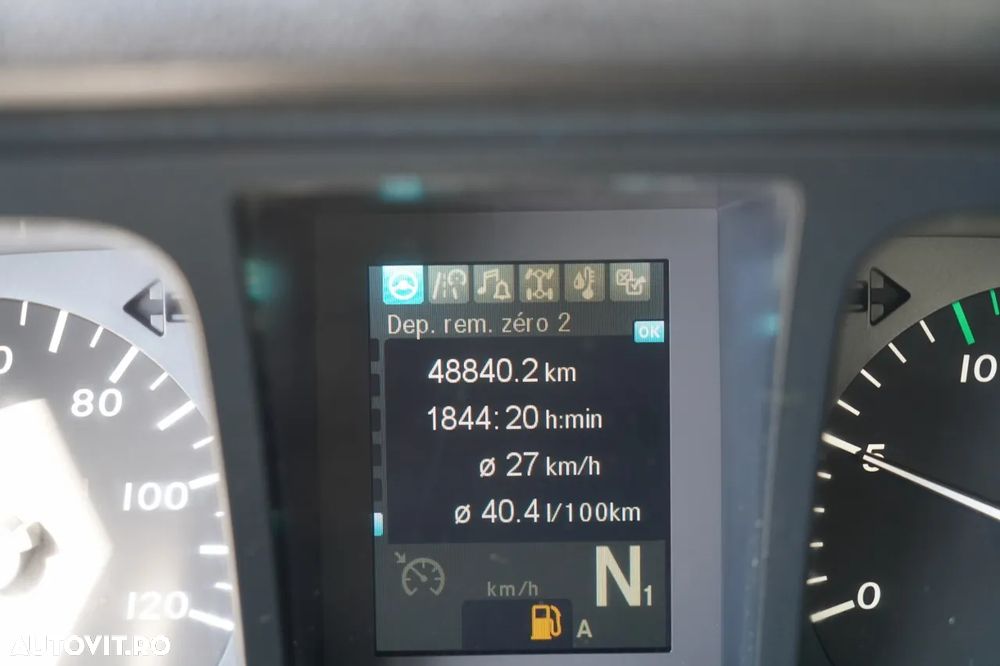 Dep. rem. zéro 2
OK
48840.2 km
1844:20 h:min
ø 27 km/h
ø 40.4 l/100km
km/h
N1
A
80
100
120
10
5
0
AUTOVIT.RO